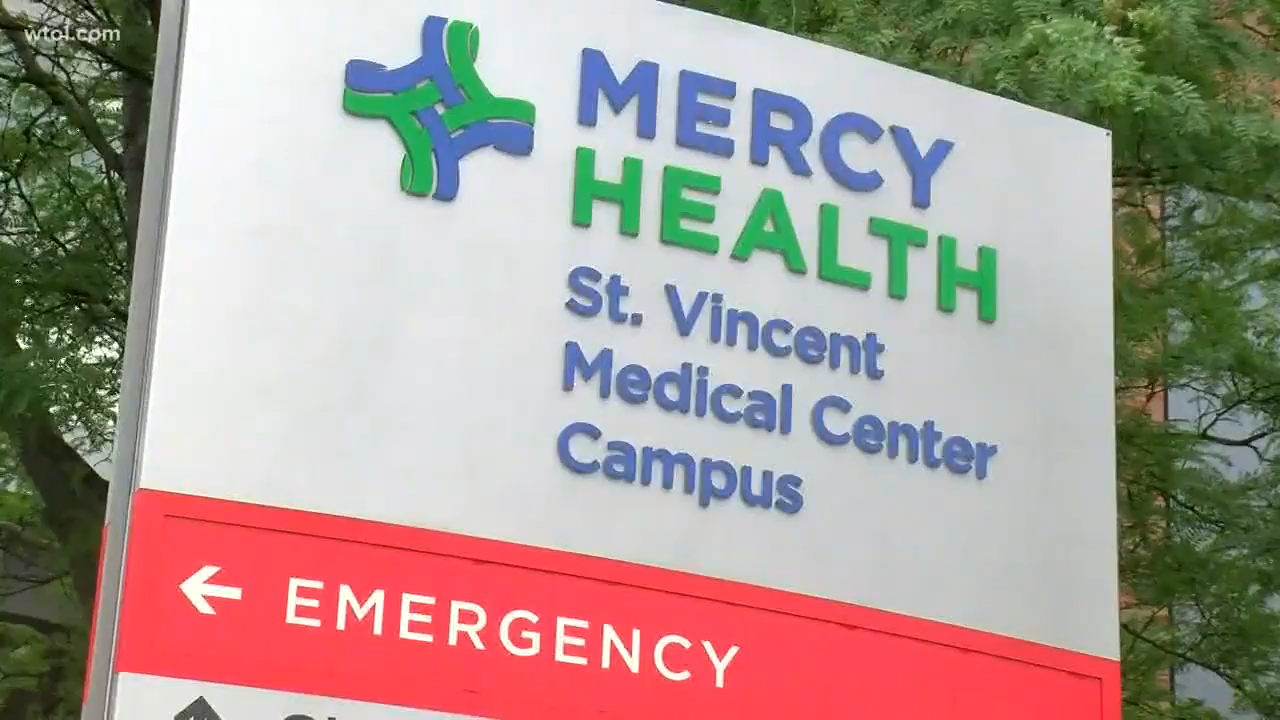 wtol.com
MERCY
HEALTH
St. Vincent
Medical Center
Campus
EMERGENCY